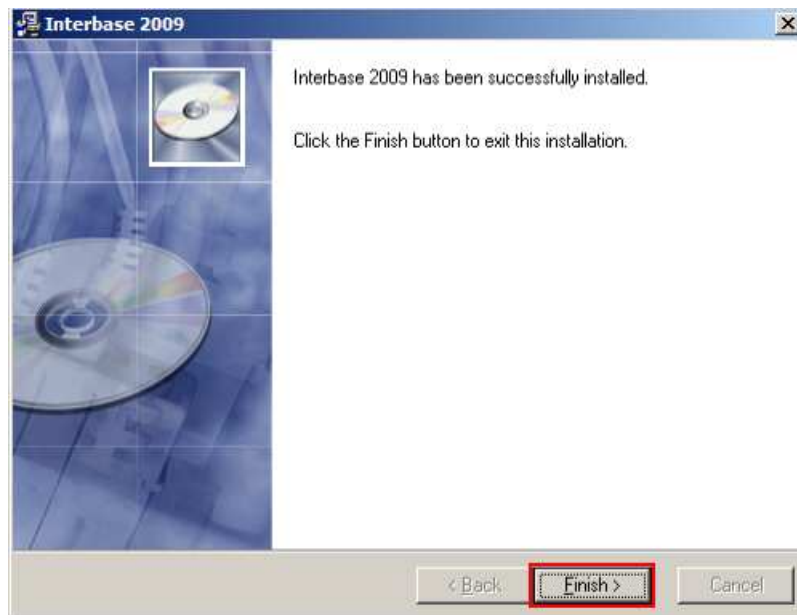 Interbase 2009
Interbase 2009 has been successfully installed.
Click the Finish button to exit this installation.
< Back
Finish >
Cancel